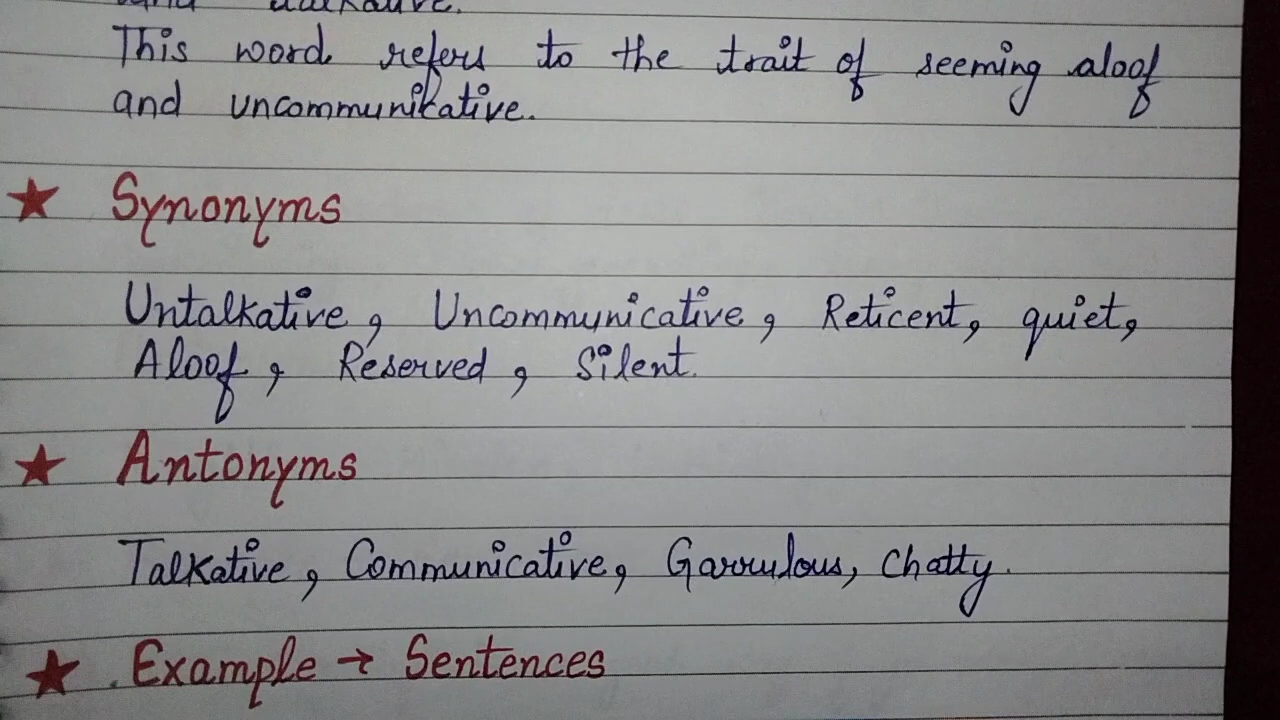 This word refers to the trait of seeming aloof
and uncommunikative.
★ Synonyms
Untalkative, Uncommunicative, Reticent, quiet,
Aloof, Reserved, Silent.
★ Antonyms
Talkative, Communicative, Garrulous, Chatty.
★ Example → Sentences